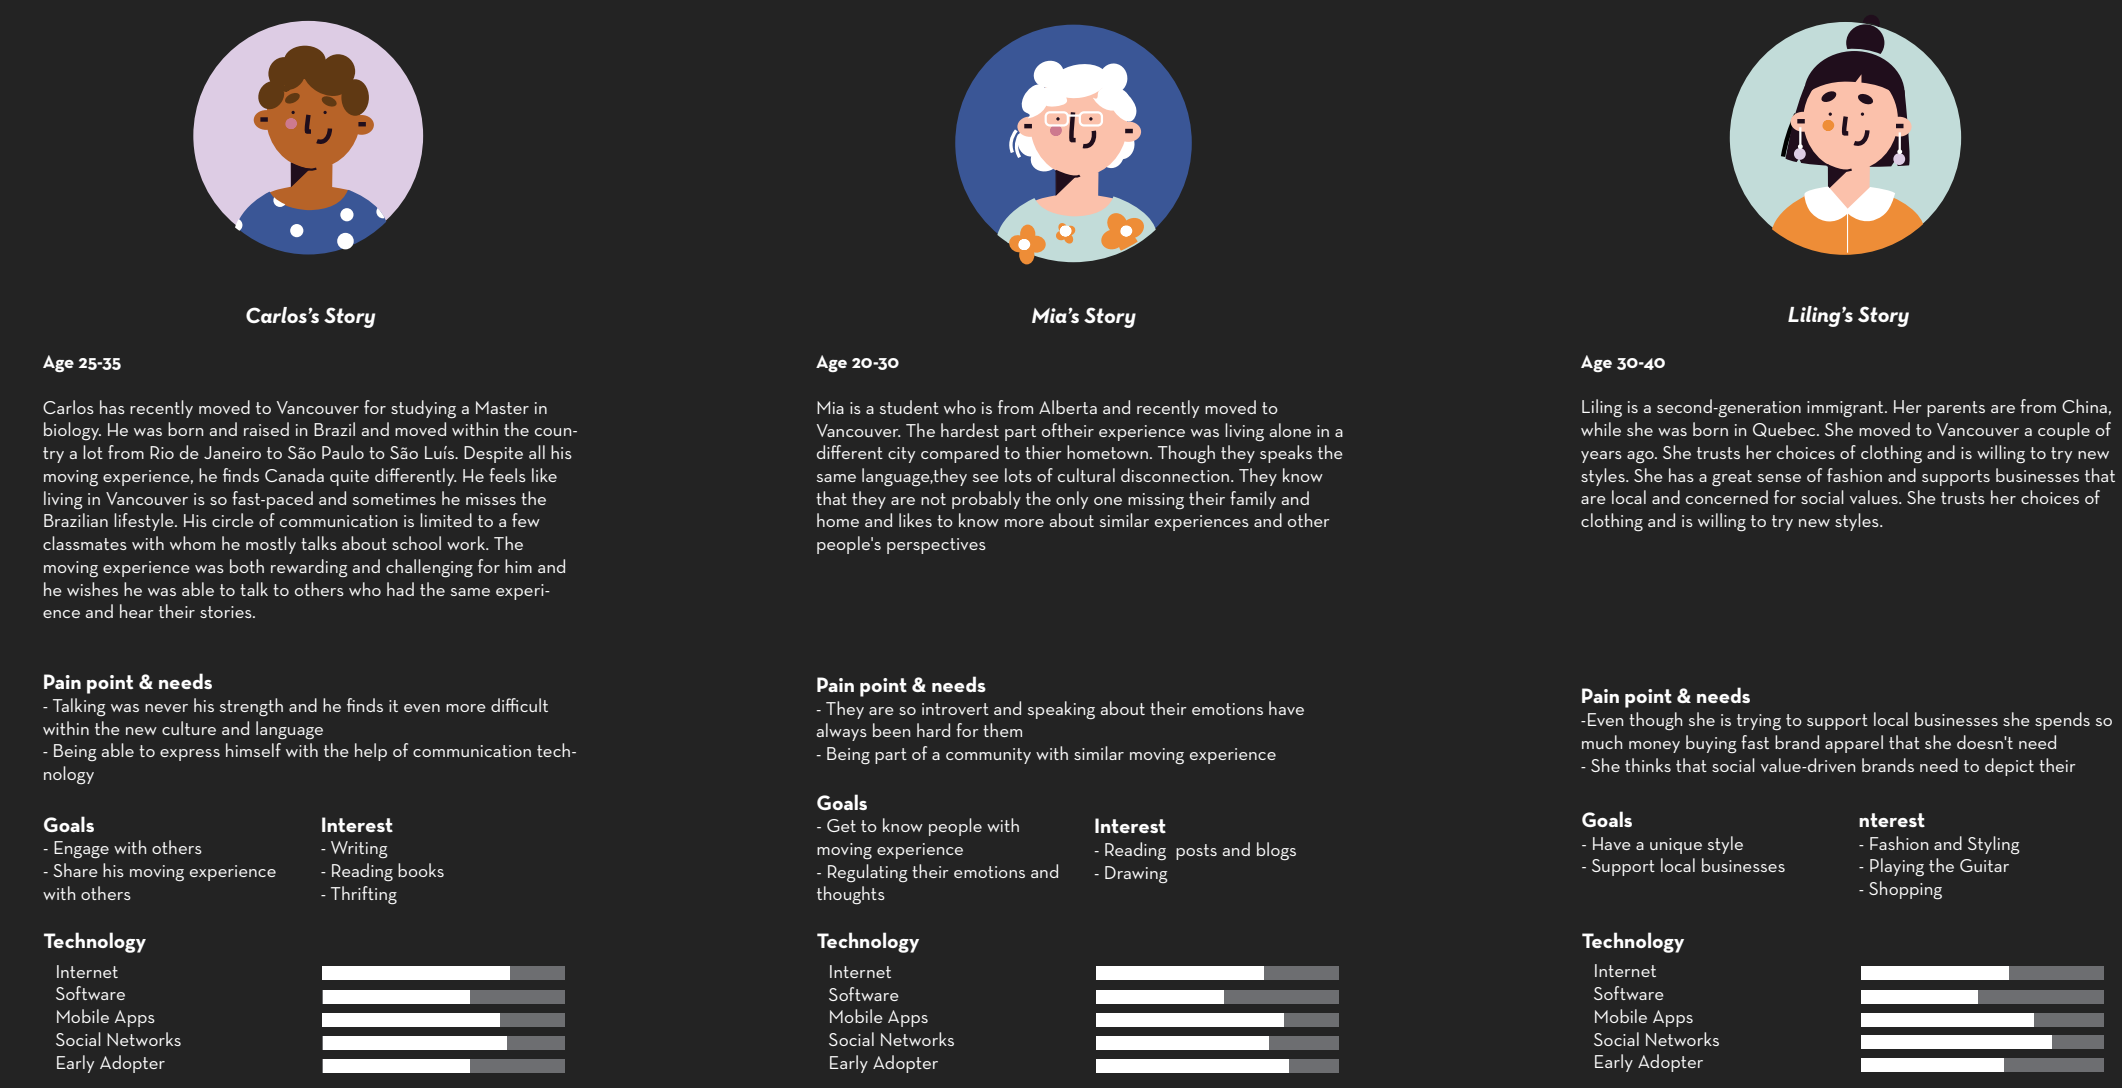 Carlos's Story
Age 25-35
Carlos has recently moved to Vancouver for studying a Master in
biology. He was born and raised in Brazil and moved within the coun-
try a lot from Rio de Janeiro to São Paulo to São Luís. Despite all his
moving experience, he finds Canada quite differently. He feels like
living in Vancouver is so fast-paced and sometimes he misses the
Brazilian lifestyle. His circle of communication is limited to a few
classmates with whom he mostly talks about school work. The
moving experience was both rewarding and challenging for him and
he wishes he was able to talk to others who had the same experi-
ence and hear their stories.
Pain point & needs
- Talking was never his strength and he finds it even more difficult
within the new culture and language
- Being able to express himself with the help of communication tech-
nology
Goals
- Engage with others
- Share his moving experience
with others
Interest
- Writing
- Reading books
- Thrifting
Technology
Internet
Software
Mobile Apps
Social Networks
Early Adopter
Mia's Story
Age 20-30
Mia is a student who is from Alberta and recently moved to
Vancouver. The hardest part oftheir experience was living alone in a
different city compared to thier hometown. Though they speaks the
same language,they see lots of cultural disconnection. They know
that they are not probably the only one missing their family and
home and likes to know more about similar experiences and other
people's perspectives
Pain point & needs
- They are so introvert and speaking about their emotions have
always been hard for them
- Being part of a community with similar moving experience
Goals
- Get to know people with
moving experience
- Regulating their emotions and
thoughts
Interest
- Reading  posts and blogs
- Drawing
Technology
Internet
Software
Mobile Apps
Social Networks
Early Adopter
Liling's Story
Age 30-40
Liling is a second-generation immigrant. Her parents are from China,
while she was born in Quebec. She moved to Vancouver a couple of
years ago. She trusts her choices of clothing and is willing to try new
styles. She has a great sense of fashion and supports businesses that
are local and concerned for social values. She trusts her choices of
clothing and is willing to try new styles.
Pain point & needs
-Even though she is trying to support local businesses she spends so
much money buying fast brand apparel that she doesn't need
- She thinks that social value-driven brands need to depict their
Goals
- Have a unique style
- Support local businesses
nterest
- Fashion and Styling
- Playing the Guitar
- Shopping
Technology
Internet
Software
Mobile Apps
Social Networks
Early Adopter